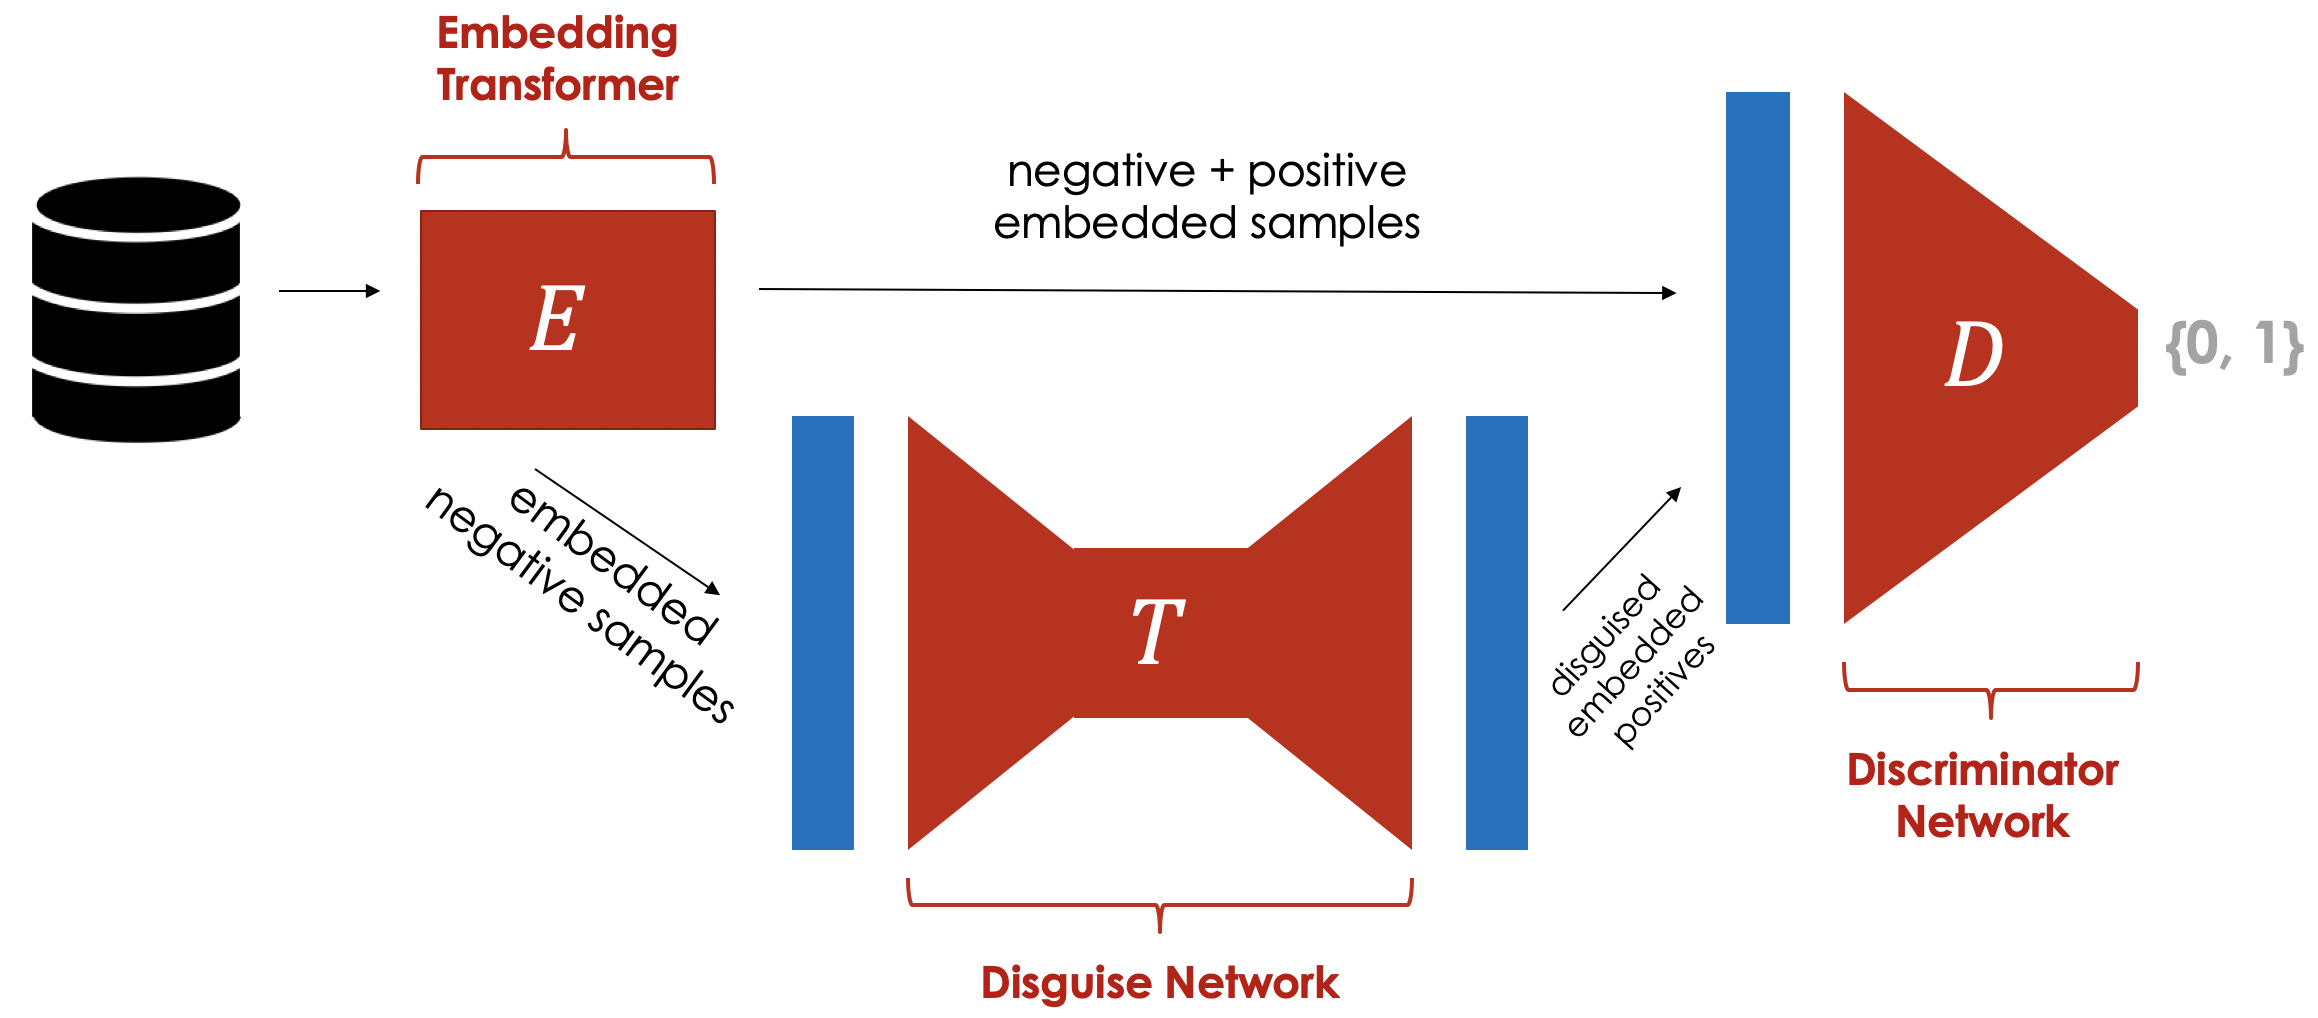 Embedding
Transformer
E
negative + positive
embedded samples
embedded
negative samples
T
Disguise Network
disguised
embedded
positives
D
{0, 1}
Discriminator
Network